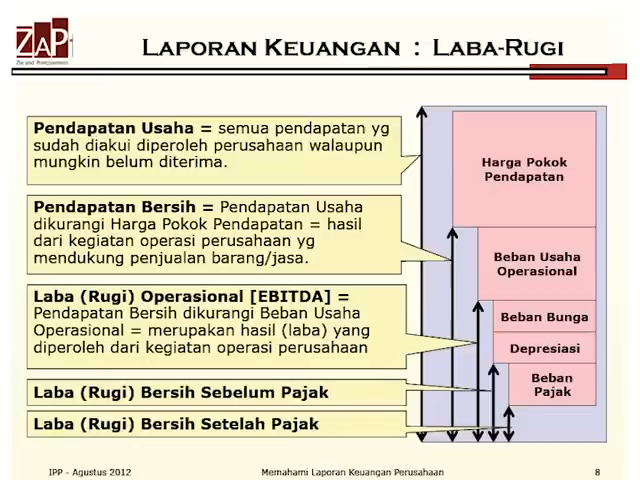 ZAP
LAPORAN KEUANGAN : LABA-RUGI
Pendapatan Usaha = semua pendapatan yg
sudah diakui diperoleh perusahaan walaupun
mungkin belum diterima.
Pendapatan Bersih = Pendapatan Usaha
dikurangi Harga Pokok Pendapatan = hasil
dari kegiatan operasi perusahaan yg
mendukung penjualan barang/jasa.
Laba (Rugi) Operasional [EBITDA] =
Pendapatan Bersih dikurangi Beban Usaha
Operasional = merupakan hasil (laba) yang
diperoleh dari kegiatan operasi perusahaan
Laba (Rugi) Bersih Sebelum Pajak
Laba (Rugi) Bersih Setelah Pajak
Harga Pokok
Pendapatan
Beban Usaha
Operasional
Beban Bunga
Depresiasi
Beban
Pajak
IPP - Agustus 2012
Memahami Laporan Keuangan Perusahaan
8